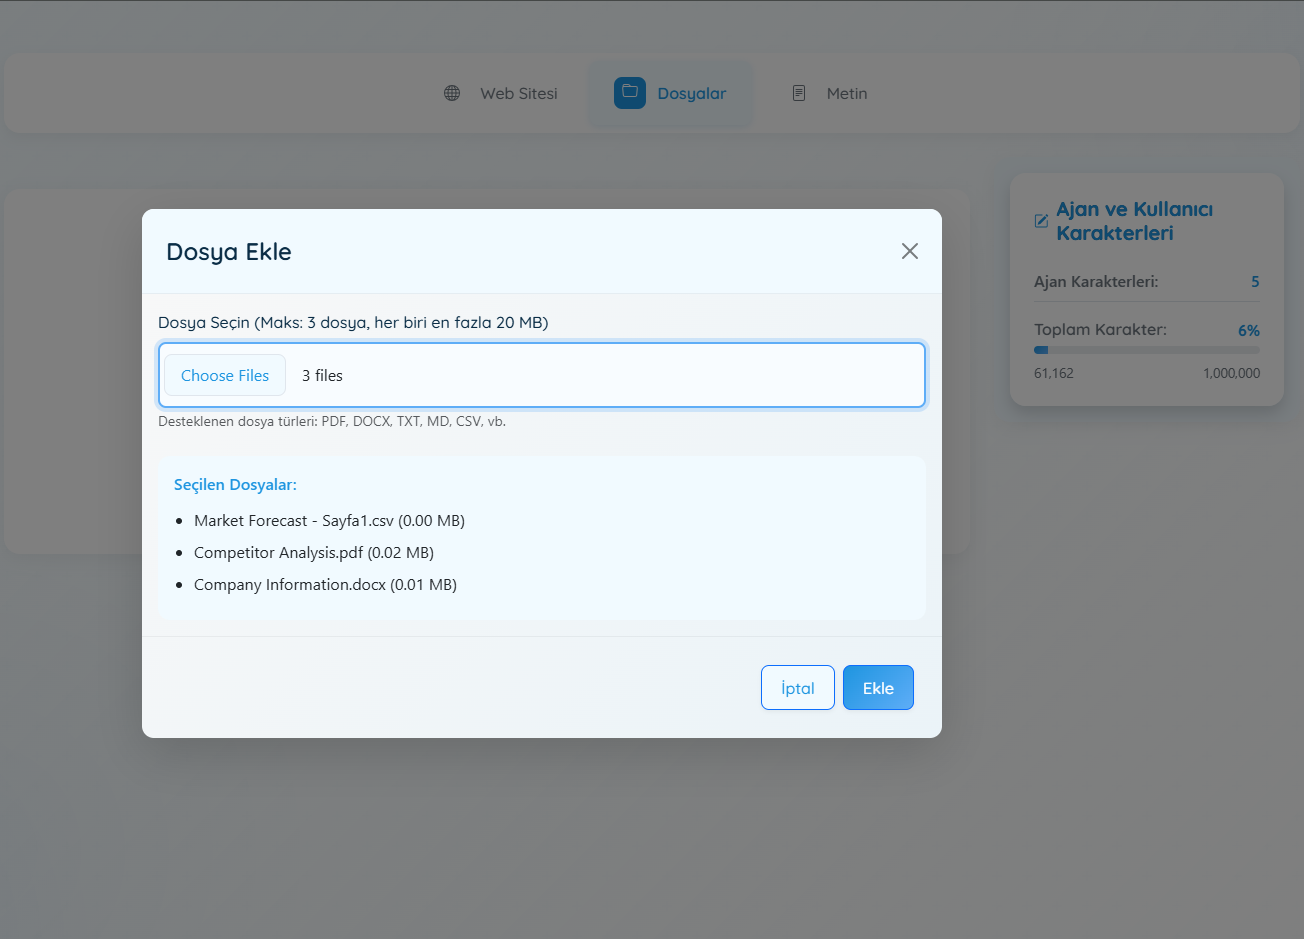 Web Sitesi
Dosyalar
Metin
Ajan ve Kullanıcı
Karakterleri
Ajan Karakterleri: 5
Toplam Karakter: 6%
61,162 1,000,000
Dosya Ekle
Dosya Seçin (Maks: 3 dosya, her biri en fazla 20 MB)
Choose Files 3 files
Desteklenen dosya türleri: PDF, DOCX, TXT, MD, CSV, vb.
Seçilen Dosyalar:
Market Forecast - Sayfa1.csv (0.00 MB)
Competitor Analysis.pdf (0.02 MB)
Company Information.docx (0.01 MB)
İptal
Ekle